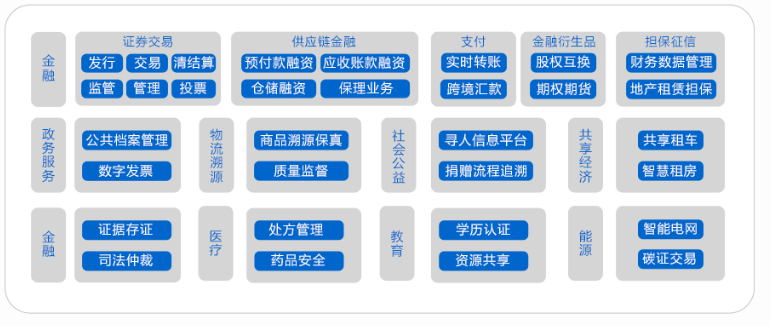 金融
证券交易
发行 交易 清结算
监管 管理 投票
供应链金融
预付款融资 应收账款融资
仓储融资 保理业务
支付
实时转账
跨境汇款
金融衍生品
股权互换
期权期货
担保征信
财务数据管理
地产租赁担保
政务服务
公共档案管理
数字发票
物流溯源
商品溯源保真
质量监督
社会公益
寻人信息平台
捐赠流程追溯
共享经济
共享租车
智慧租房
金融
证据存证
司法仲裁
医疗
处方管理
药品安全
教育
学历认证
资源共享
能源
智能电网
碳证交易